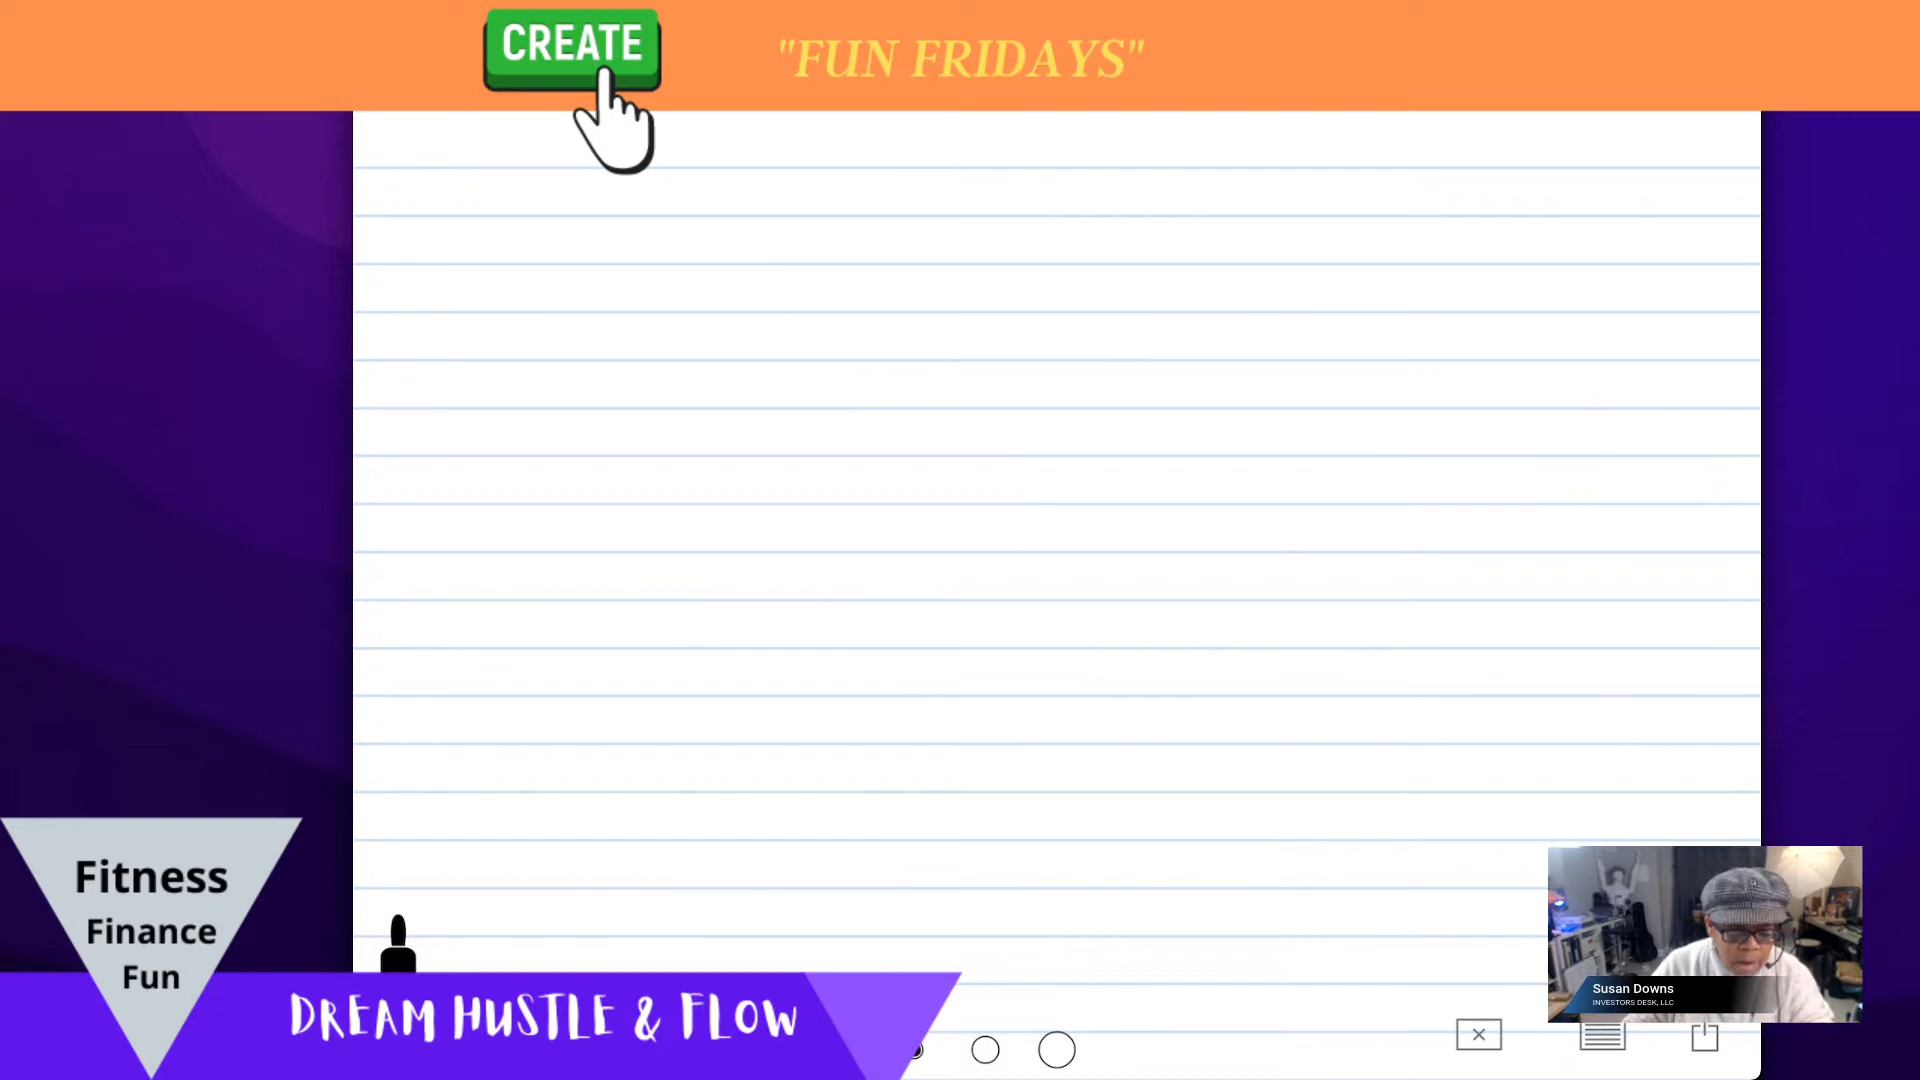 CREATE
"FUN FRIDAYS"
Fitness
Finance
Fun
DREAM HUSTLE & FLOW
Susan Downs
INVESTORS DESK, LLC